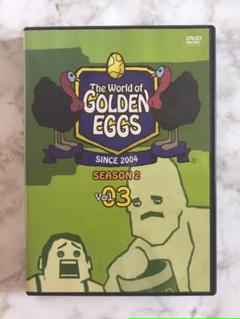 DVD
The World of
GOLDEN
EGGS
SINCE 2004
SEASON 2
Vol.03